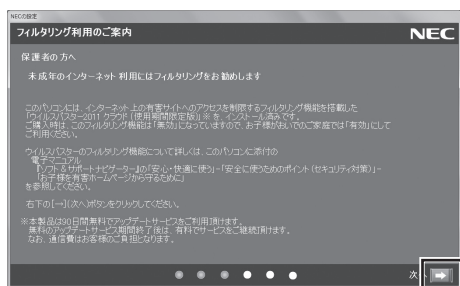 NECの設定
フィルタリング利用のご案内
NEC
保護者の方へ
未成年のインターネット利用にはフィルタリングをお勧めします
このパソコンには、インターネット上の有害サイトへのアクセスを制限するフィルタリング機能を搭載した
「ウイルスバスター2011 クラウド(使用期間限定版)」※ を、インストール済みです。
ご購入時は、このフィルタリング機能は「無効」になっていますので、お子様がおいでのご家庭では「有効」にして
ご利用ください。
ウイルスバスターのフィルタリング機能について詳しくは、このパソコンに添付の
電子マニュアル
『ソフト&サポートナビゲーター』の「安心・快適に使う」-「安全に使うためのポイント(セキュリティ対策)」-
「お子様を有害ホームページから守るために」
を参照してください。
右下の[→](次へ)ボタンをクリックしてください。
※本製品は90日間無料でアップデートサービスをご利用頂けます。
無料のアップデートサービス期間終了後は、有料でサービスをご継続頂けます。
なお、通信費はお客様のご負担となります。
次へ